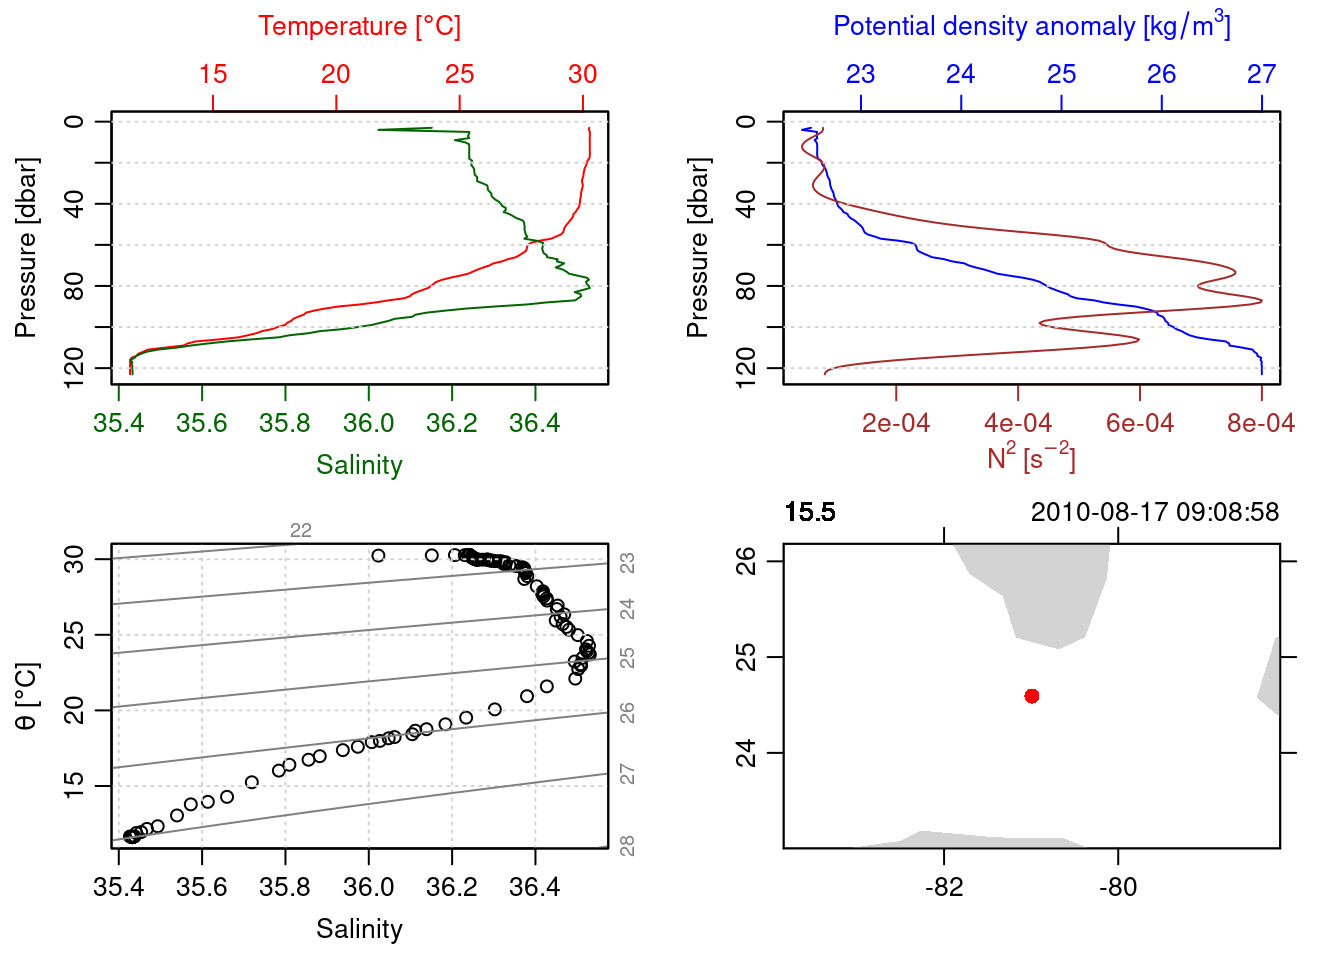 Temperature [°C]
15 20 25 30
0
40
80
120
Pressure [dbar]
35.4 35.6 35.8 36.0 36.2 36.4
Salinity
Potential density anomaly [kg/m³]
23 24 25 26 27
0
40
80
120
Pressure [dbar]
2e-04 4e-04 6e-04 8e-04
N² [s⁻²]
22
23
24
25
26
27
28
30
25
20
15
θ [°C]
35.4 35.6 35.8 36.0 36.2 36.4
Salinity
15.5 2010-08-17 09:08:58
26
25
24
-82 -80